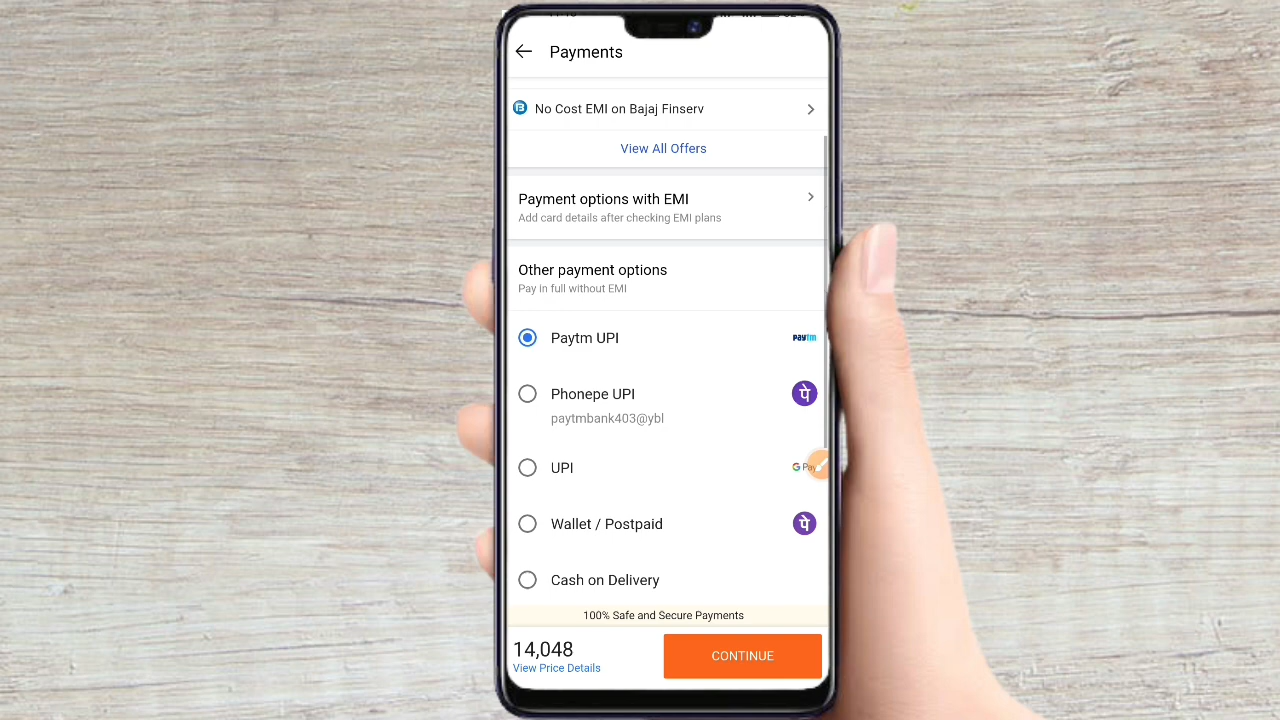 Payments
No Cost EMI on Bajaj Finserv
View All Offers
Payment options with EMI
Add card details after checking EMI plans
Other payment options
Pay in full without EMI
Paytm UPI
paytm
Phonepe UPI
पे
paytmbank403@ybl
UPI
G Pay
Wallet / Postpaid
पे
Cash on Delivery
100% Safe and Secure Payments
14,048
CONTINUE
View Price Details